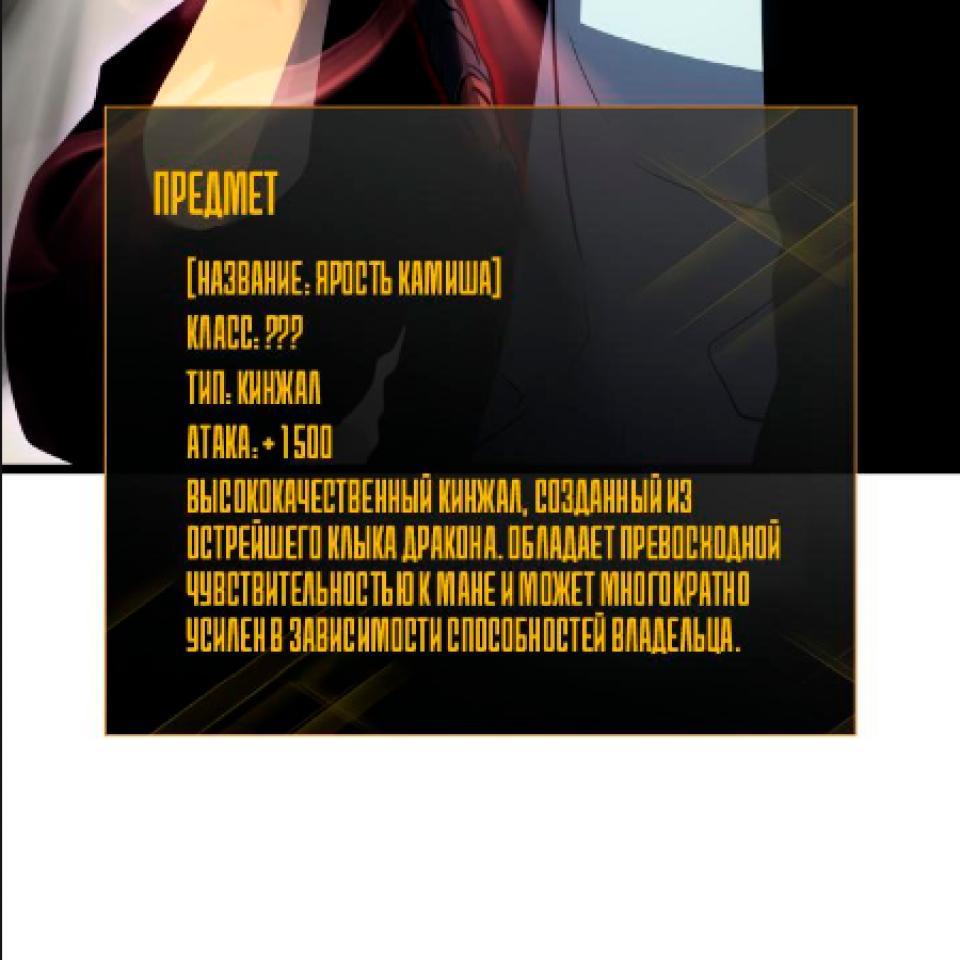 ПРЕДМЕТ
[НАЗВАНИЕ: ЯРОСТЬ КАМИША]
КЛАСС: ???
ТИП: КИНЖАЛ
АТАКА: + 1500
ВЫСОКОКАЧЕСТВЕННЫЙ КИНЖАЛ, СОЗДАННЫЙ ИЗ
ОСТРЕЙШЕГО КЛЫКА ДРАКОНА. ОБЛАДАЕТ ПРЕВОСХОДНОЙ
ЧУВСТВИТЕЛЬНОСТЬЮ К МАНЕ И МОЖЕТ МНОГОКРАТНО
УСИЛЕН В ЗАВИСИМОСТИ СПОСОБНОСТЕЙ ВЛАДЕЛЬЦА.